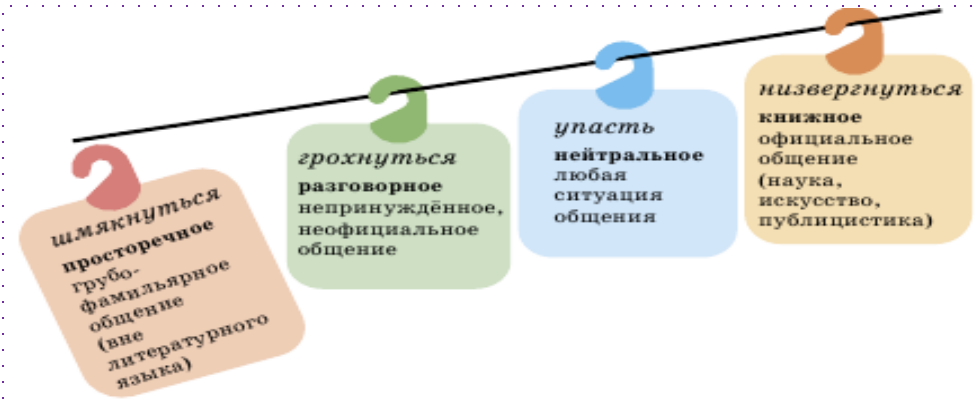 шмякнуться
просторечное
грубо-
фамильярное
общение
(вне
литературного
языка)
грохнуться
разговорное
непринуждённое,
неофициальное
общение
упасть
нейтральное
любая
ситуация
общения
низвергнуться
книжное
официальное
общение
(наука,
искусство,
публицистика)